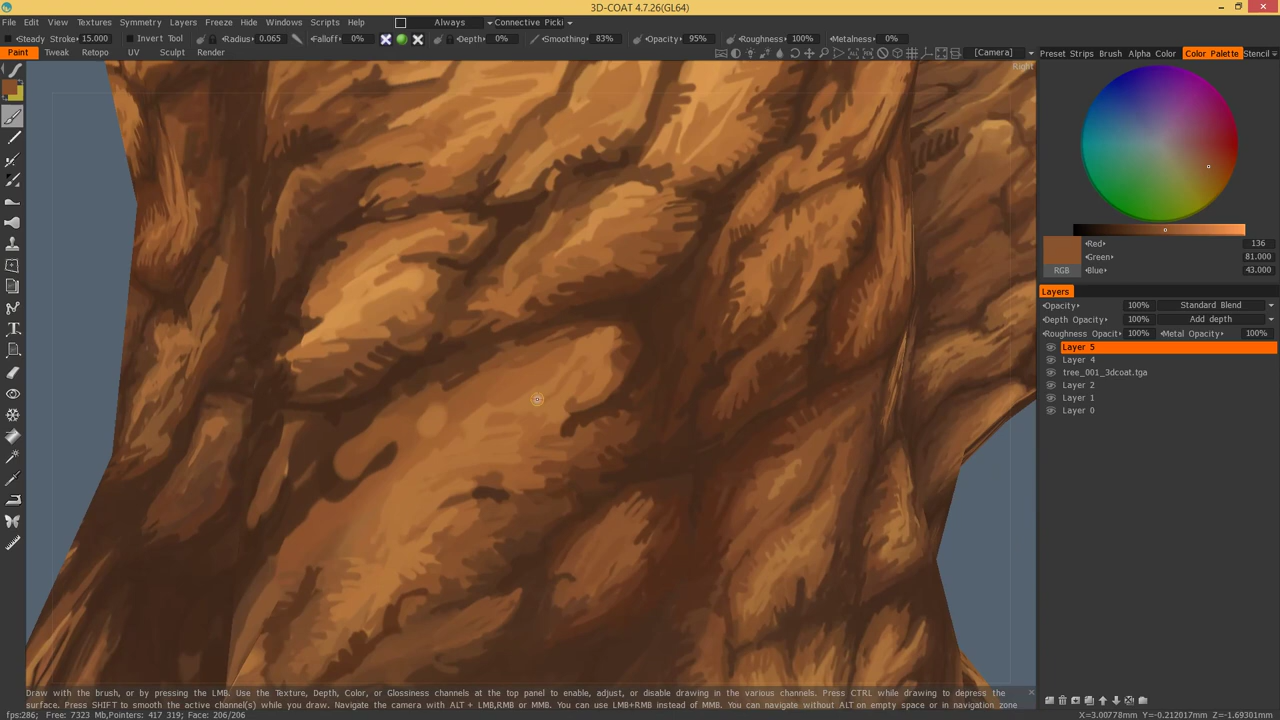 3D-COAT 4.7.26(GL64)
File Edit View Textures Symmetry Layers Freeze Hide Windows Scripts Help Always Connective Picki
Steady Stroke 15.000 Invert Tool Radius 0.065 Falloff 0% Depth 0% Smoothing 83% Opacity 95% Roughness 100% Metalness 0%
Paint Tweak Retopo UV Sculpt Render [Camera] Preset Strips Brush Alpha Color Color Palette Stencil
Right
Red 136
RGB Green 81.000
Blue 43.000
Layers
Opacity 100% Standard Blend
Depth Opacity 100% Add depth
Roughness Opacit 100% Metal Opacity 100%
Layer 5
Layer 4
tree_001_3dcoat.tga
Layer 2
Layer 1
Layer 0
Draw with the brush, or by pressing the LMB. Use the Texture, Depth, Color, or Glossiness channels at the top panel to enable, adjust, or disable drawing in the various channels. Press CTRL while drawing to depress the
surface. Press SHIFT to smooth the active channel(s) while you draw. Navigate the camera with ALT + LMB,RMB or MMB. You can use LMB+RMB instead of MMB. You can navigate without ALT on empty space or in navigation zone
fps:286; Free: 7323 Mb,Pointers: 417 319; Face: 206/206 X=3.00778mm Y=-0.212017mm Z=-1.69301mm